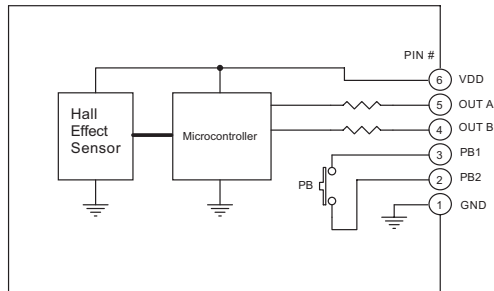 PIN #
6 VDD
5 OUT A
4 OUT B
3 PB1
2 PB2
1 GND
Hall
Effect
Sensor
Microcontroller
PB